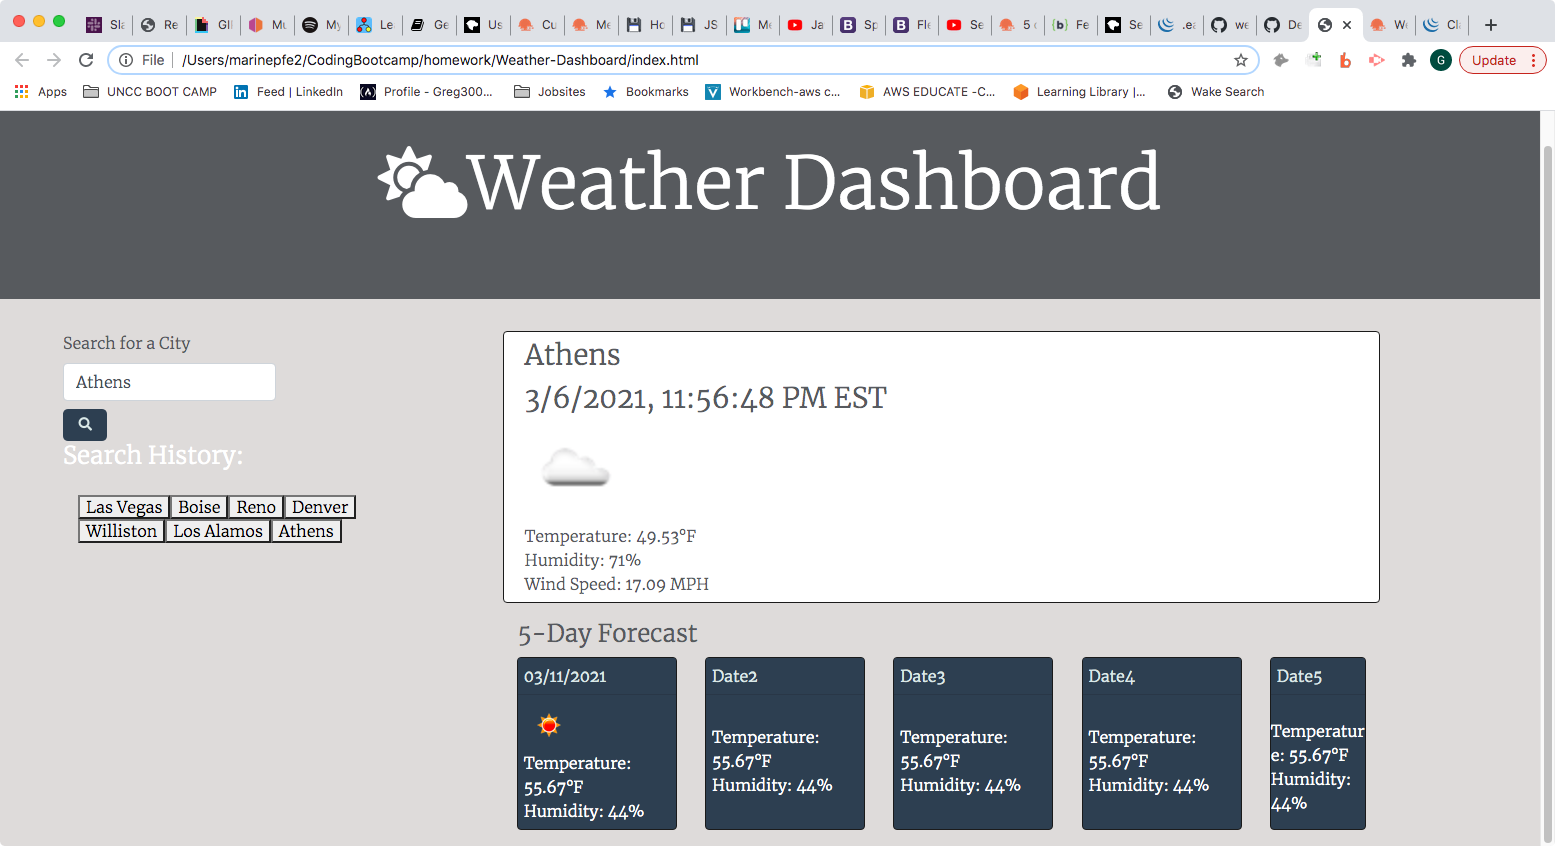 Sla Re GI Mu My Le Ge Us Cu Me Ho JS Me Ja Sp Fle Se 5 Fe Se .ea we De We Cl
File /Users/marinepfe2/CodingBootcamp/homework/Weather-Dashboard/index.html G Update
Apps UNCC BOOT CAMP Feed | LinkedIn Profile - Greg300... Jobsites Bookmarks Workbench-aws c... AWS EDUCATE -C... Learning Library |... Wake Search
Weather Dashboard
Search for a City
Athens
Search History:
Las Vegas Boise Reno Denver
Williston Los Alamos Athens
Athens
3/6/2021, 11:56:48 PM EST
Temperature: 49.53°F
Humidity: 71%
Wind Speed: 17.09 MPH
5-Day Forecast
03/11/2021
Temperature:
55.67°F
Humidity: 44%
Date2
Temperature:
55.67°F
Humidity: 44%
Date3
Temperature:
55.67°F
Humidity: 44%
Date4
Temperature:
55.67°F
Humidity: 44%
Date5
Temperatur
e: 55.67°F
Humidity:
44%